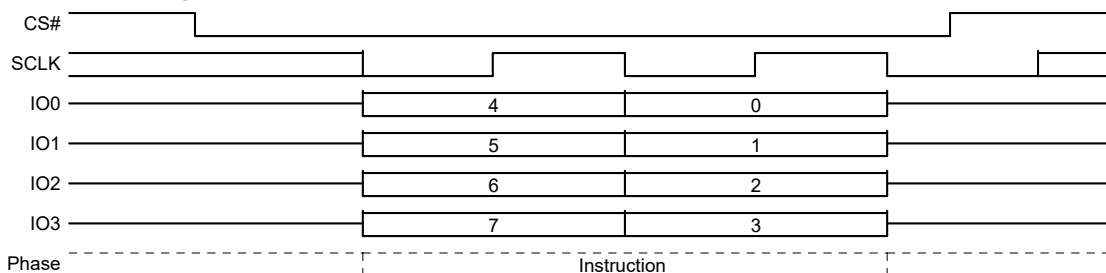 CS#
SCLK
IO0 4 0
IO1 5 1
IO2 6 2
IO3 7 3
Phase Instruction